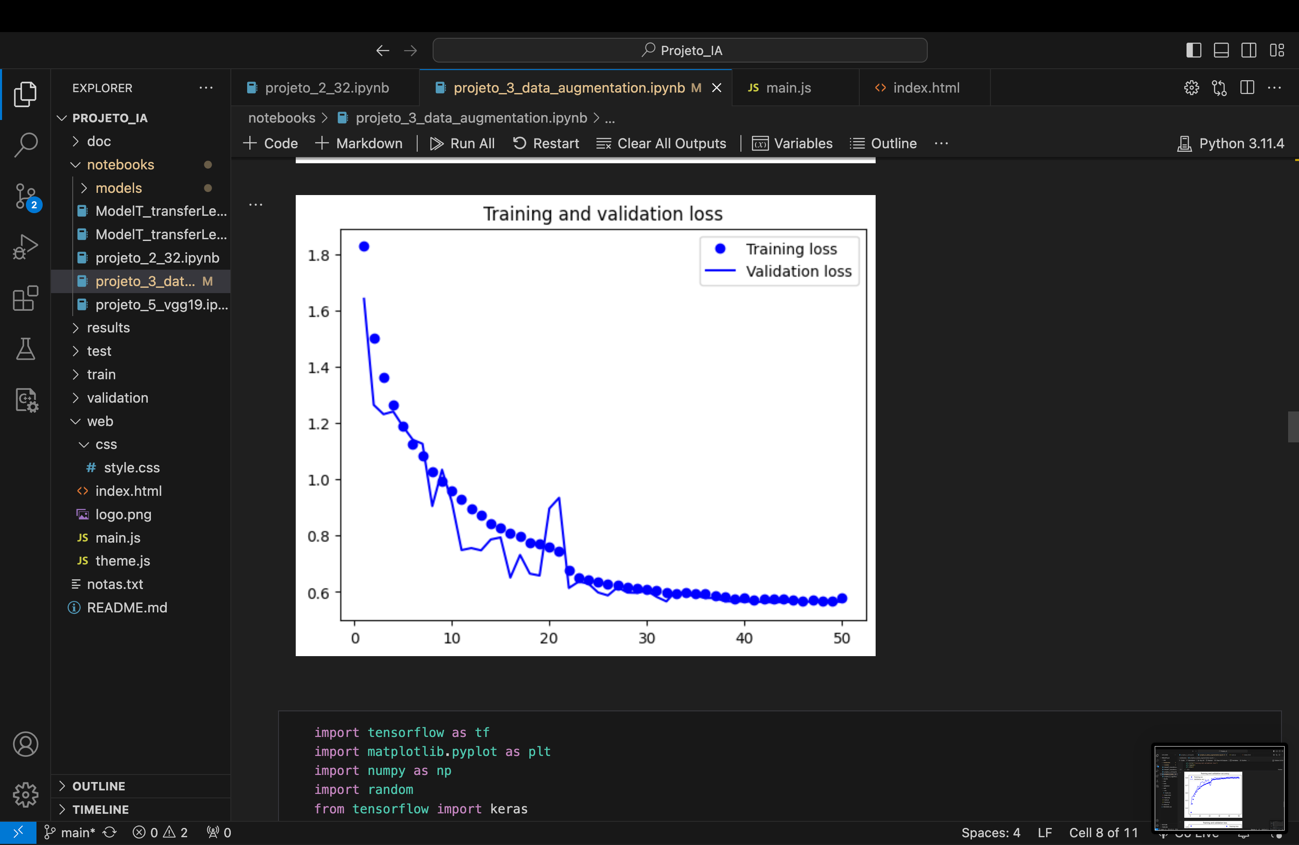 Projeto_IA
EXPLORER
projeto_2_32.ipynb
projeto_3_data_augmentation.ipynb M
JS main.js
<> index.html
PROJETO_IA
notebooks > projeto_3_data_augmentation.ipynb > ...
doc
+ Code + Markdown Run All Restart Clear All Outputs Variables Outline ... Python 3.11.4
notebooks
models
ModelT_transferLe...
ModelT_transferLe...
projeto_2_32.ipynb
projeto_3_dat... M
projeto_5_vgg19.ip...
results
test
train
validation
web
css
# style.css
<> index.html
logo.png
JS main.js
JS theme.js
notas.txt
README.md
2
Training and validation loss
Training loss
Validation loss
1.8
1.6
1.4
1.2
1.0
0.8
0.6
0 10 20 30 40 50
import tensorflow as tf
import matplotlib.pyplot as plt
import numpy as np
import random
from tensorflow import keras
OUTLINE
TIMELINE
main* 0 2 0
Spaces: 4 LF Cell 8 of 11 Go Live